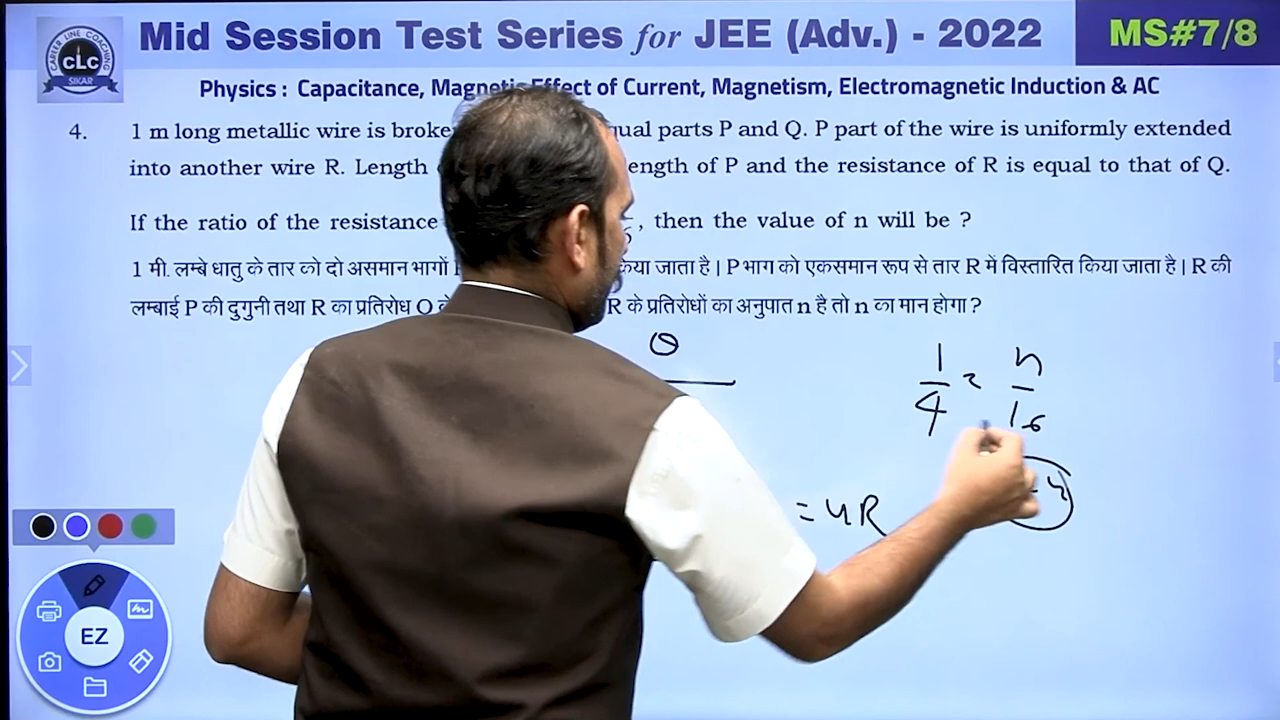 CAREER LINE COACHING
CLC
SIKAR
Mid Session Test Series for JEE (Adv.) - 2022
MS#7/8
Physics : Capacitance, Magnetic Effect of Current, Magnetism, Electromagnetic Induction & AC
4. 1 m long metallic wire is broke qual parts P and Q. P part of the wire is uniformly extended
into another wire R. Length ength of P and the resistance of R is equal to that of Q.
If the ratio of the resistance , then the value of n will be ?
1 मी. लम्बे धातु के तार को दो असमान भागों किया जाता है। P भाग को एकसमान रूप से तार R में विस्तारित किया जाता है। R की
लम्बाई P की दुगुनी तथा R का प्रतिरोध Q R के प्रतिरोधों का अनुपात n है तो n का मान होगा ?
Q
1/4 = n/16
= 4R
4
EZ